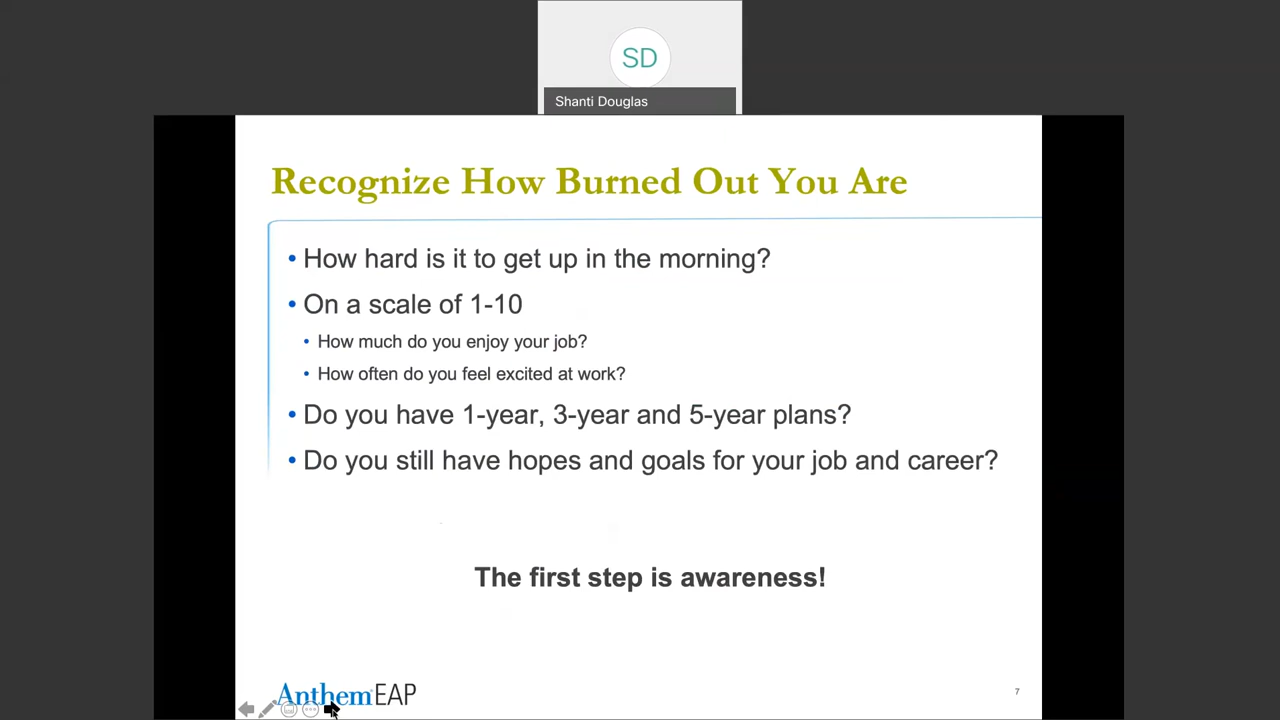 SD
Shanti Douglas
Recognize How Burned Out You Are
• How hard is it to get up in the morning?
• On a scale of 1-10
• How much do you enjoy your job?
• How often do you feel excited at work?
• Do you have 1-year, 3-year and 5-year plans?
• Do you still have hopes and goals for your job and career?
The first step is awareness!
Anthem EAP
7